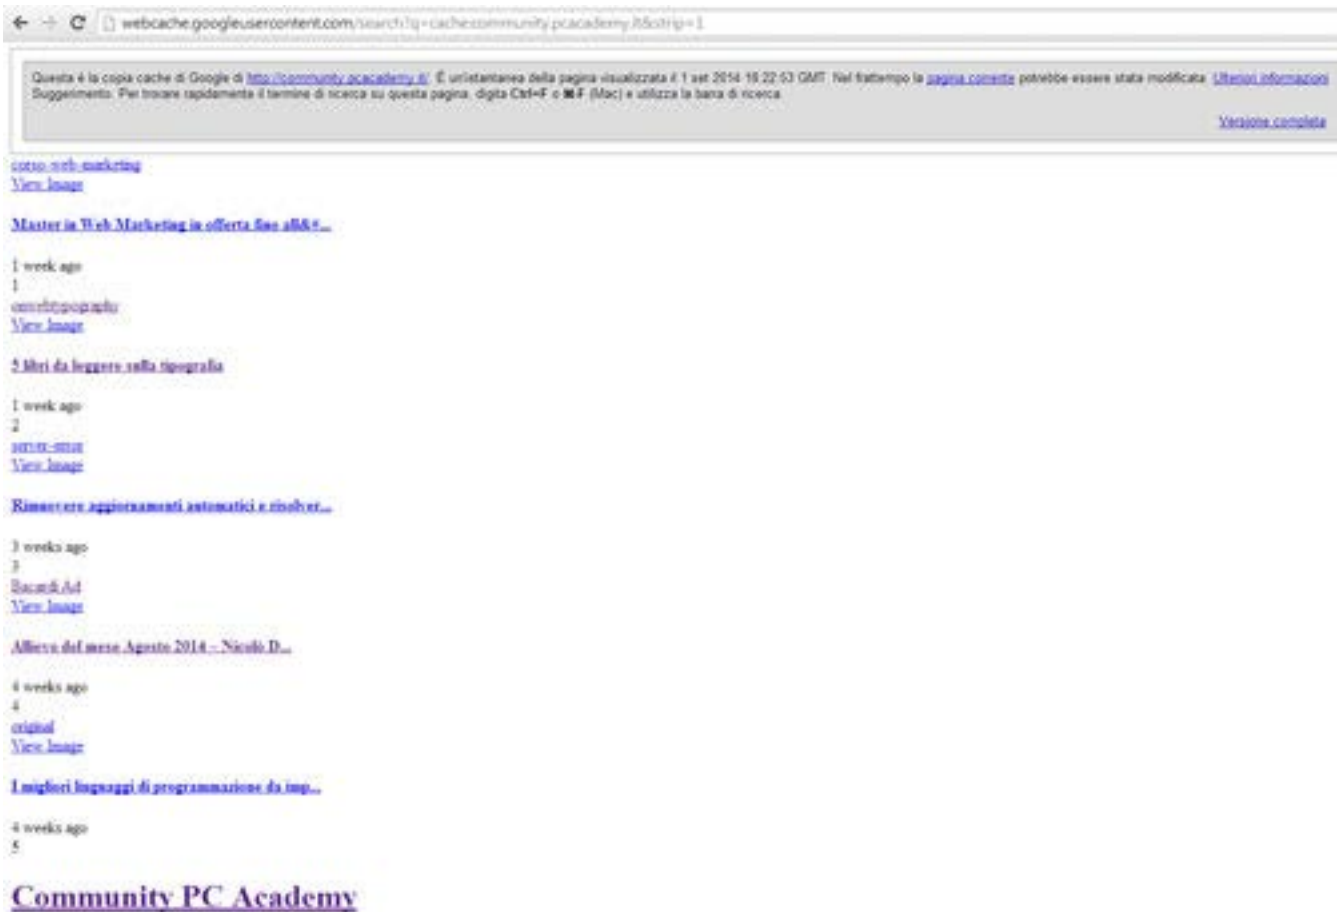 webcache.googleusercontent.com/search?q=cache:community.pcacademy.it&strip=1
Questa è la copia cache di Google di http://community.pcacademy.it/. È un'istantanea della pagina visualizzata il 1 set 2014 18:22:53 GMT. Nel frattempo la pagina corrente potrebbe essere stata modificata. Ulteriori informazioni
Suggerimento. Per trovare rapidamente il termine di ricerca su questa pagina, digita Ctrl+F o ⌘-F (Mac) e utilizza la barra di ricerca.
Versione completa
corso-web-marketing
View Image
Master in Web Marketing in offerta fino all&#...
1 week ago
1
View Image
5 libri da leggere sulla tipografia
1 week ago
2
server-error
View Image
Rimuovere aggiornamenti automatici e risolver...
3 weeks ago
3
Bacardi Ad
View Image
Allievo del mese Agosto 2014 – Nicolò D...
4 weeks ago
4
original
View Image
I migliori linguaggi di programmazione da imp...
4 weeks ago
5
Community PC Academy